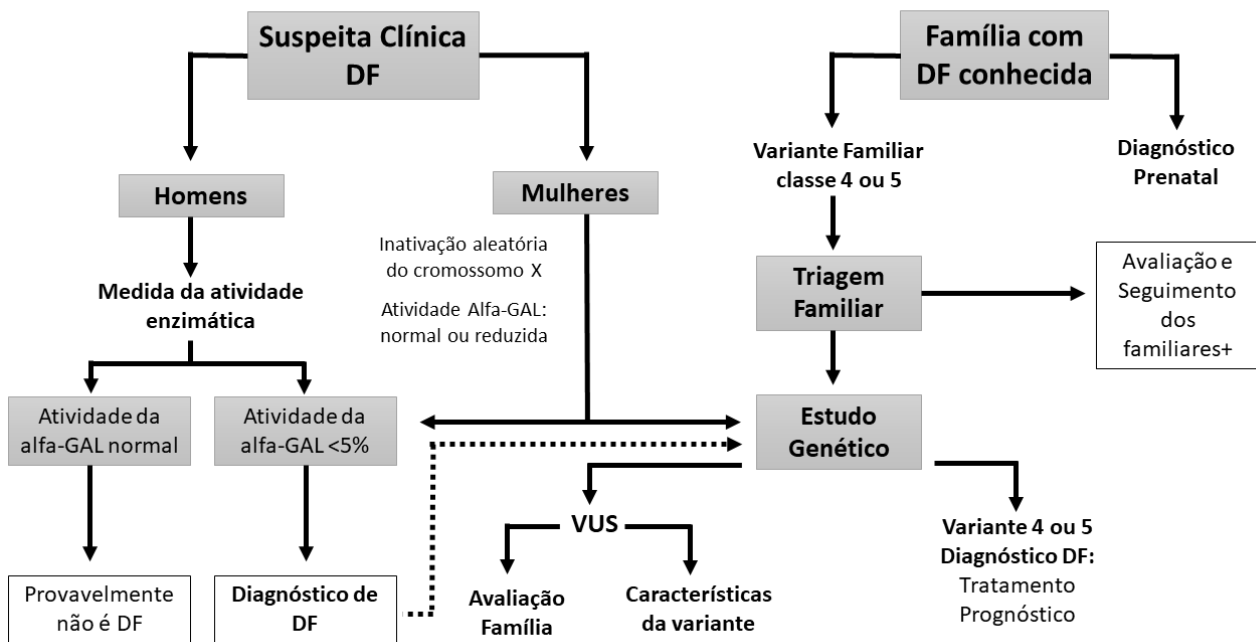 Suspeita Clínica
DF
Família com
DF conhecida
Homens
Mulheres
Variante Familiar
classe 4 ou 5
Diagnóstico
Prenatal
Medida da atividade
enzimática
Inativação aleatória
do cromossomo X
Atividade Alfa-GAL:
normal ou reduzida
Triagem
Familiar
Avaliação e
Seguimento
dos
familiares+
Atividade da
alfa-GAL normal
Atividade da
alfa-GAL <5%
Estudo
Genético
Provavelmente
não é DF
Diagnóstico de
DF
VUS
Avaliação
Família
Características
da variante
Variante 4 ou 5
Diagnóstico DF:
Tratamento
Prognóstico